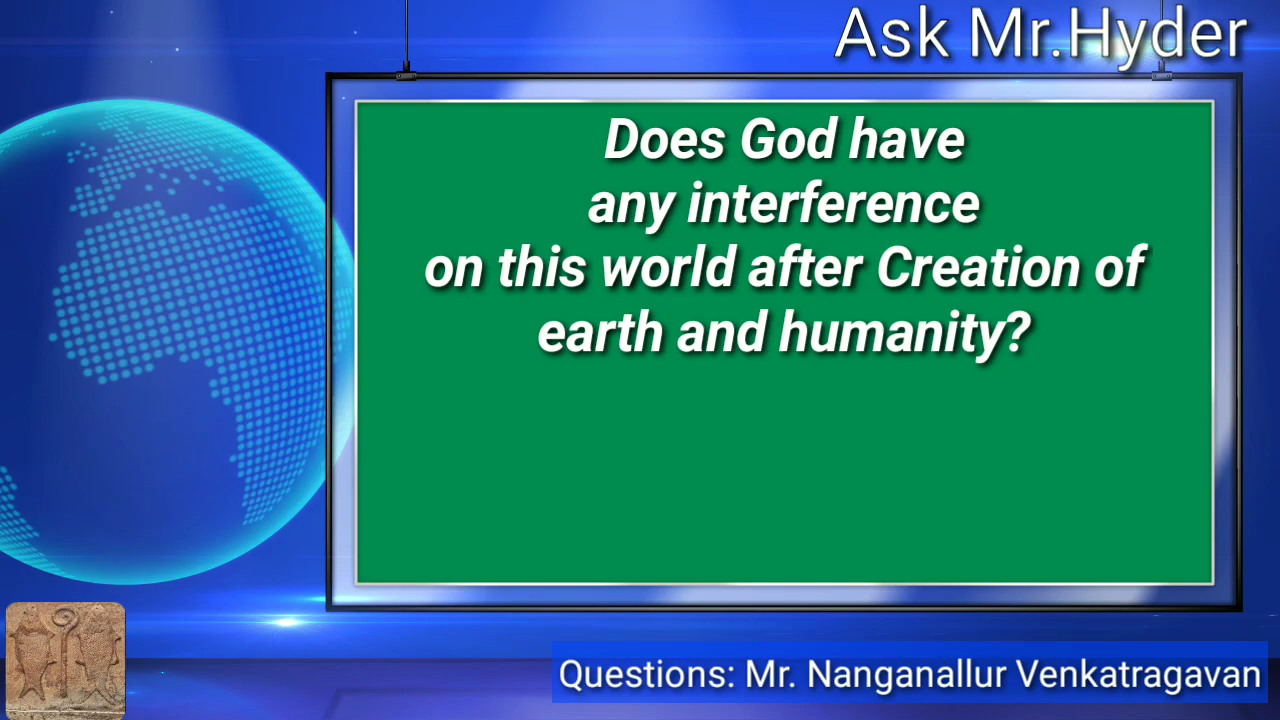 Ask Mr.Hyder
Does God have
any interference
on this world after Creation of
earth and humanity?
Questions: Mr. Nanganallur Venkatragavan